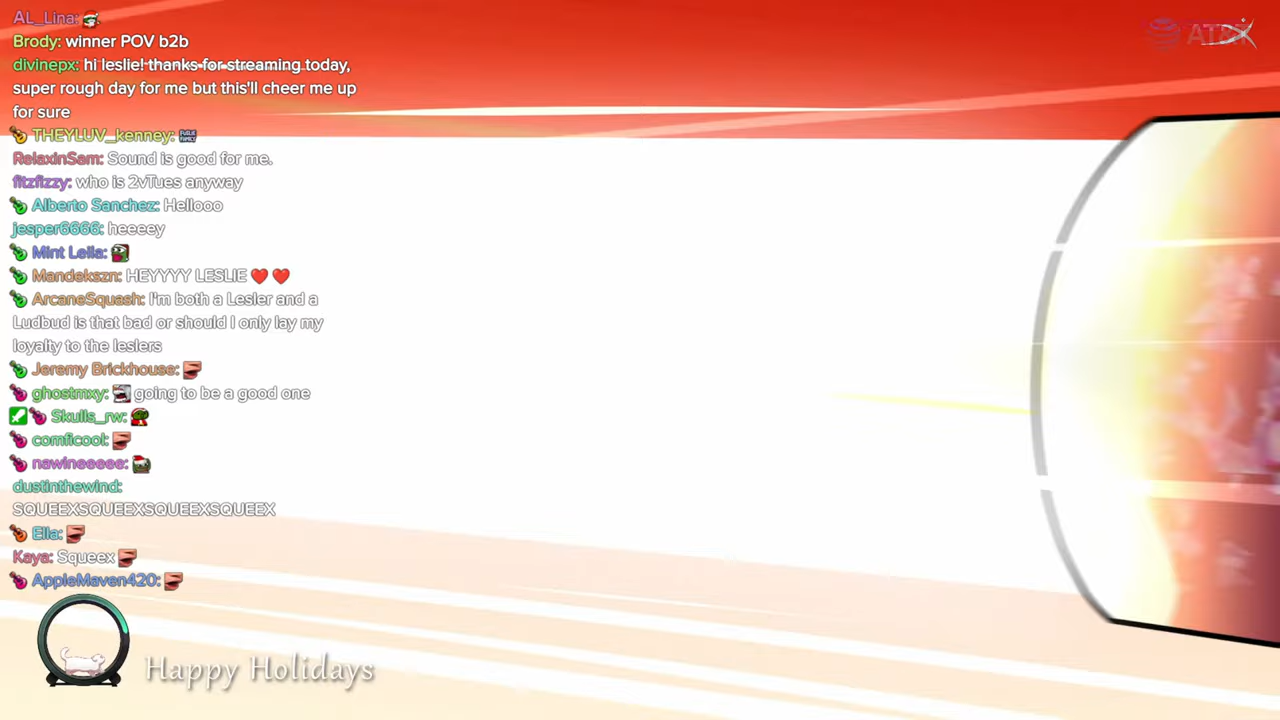 AL_Lina:
Brody: winner POV b2b
divinepx: hi leslie! thanks for streaming today,
super rough day for me but this'll cheer me up
for sure
THEYLUV_kenney:
RelaxinSam: Sound is good for me.
fitzfizzy: who is 2vTues anyway
Alberto Sanchez: Hellooo
jesper6666: heeeey
Mint Leila:
Mandekszn: HEYYYY LESLIE ❤️ ❤️
ArcaneSquash: I'm both a Lesler and a
Ludbud is that bad or should I only lay my
loyalty to the leslers
Jeremy Brickhouse:
ghostmxy: going to be a good one
Skulls_rw:
comficool:
nawineeeee:
dustinthewind:
SQUEEXSQUEEXSQUEEXSQUEEX
Ella:
Kaya: Squeex
AppleMaven420:
Happy Holidays
AT&T